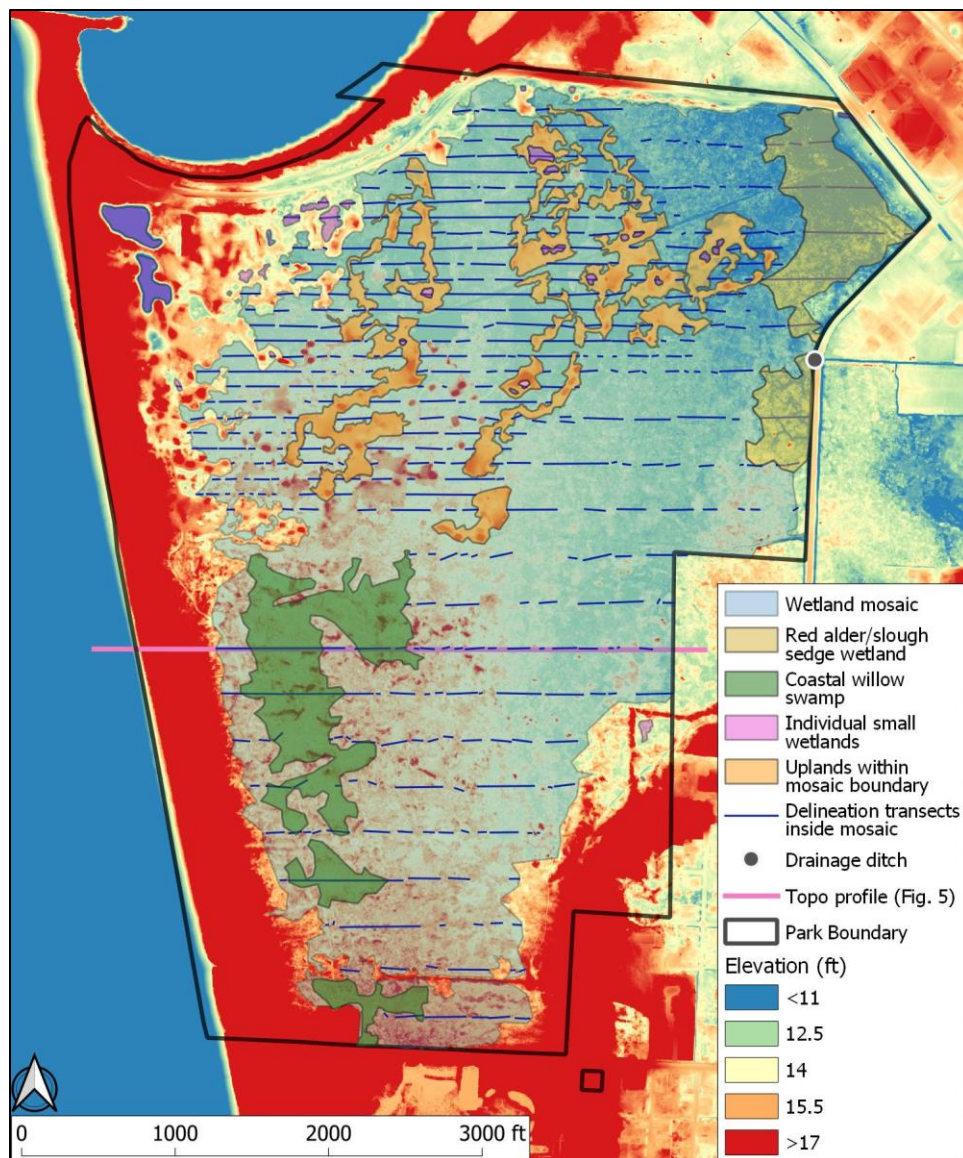 Wetland mosaic
Red alder/slough
sedge wetland
Coastal willow
swamp
Individual small
wetlands
Uplands within
mosaic boundary
Delineation transects
inside mosaic
Drainage ditch
Topo profile (Fig. 5)
Park Boundary
Elevation (ft)
<11
12.5
14
15.5
>17
0 1000 2000 3000 ft